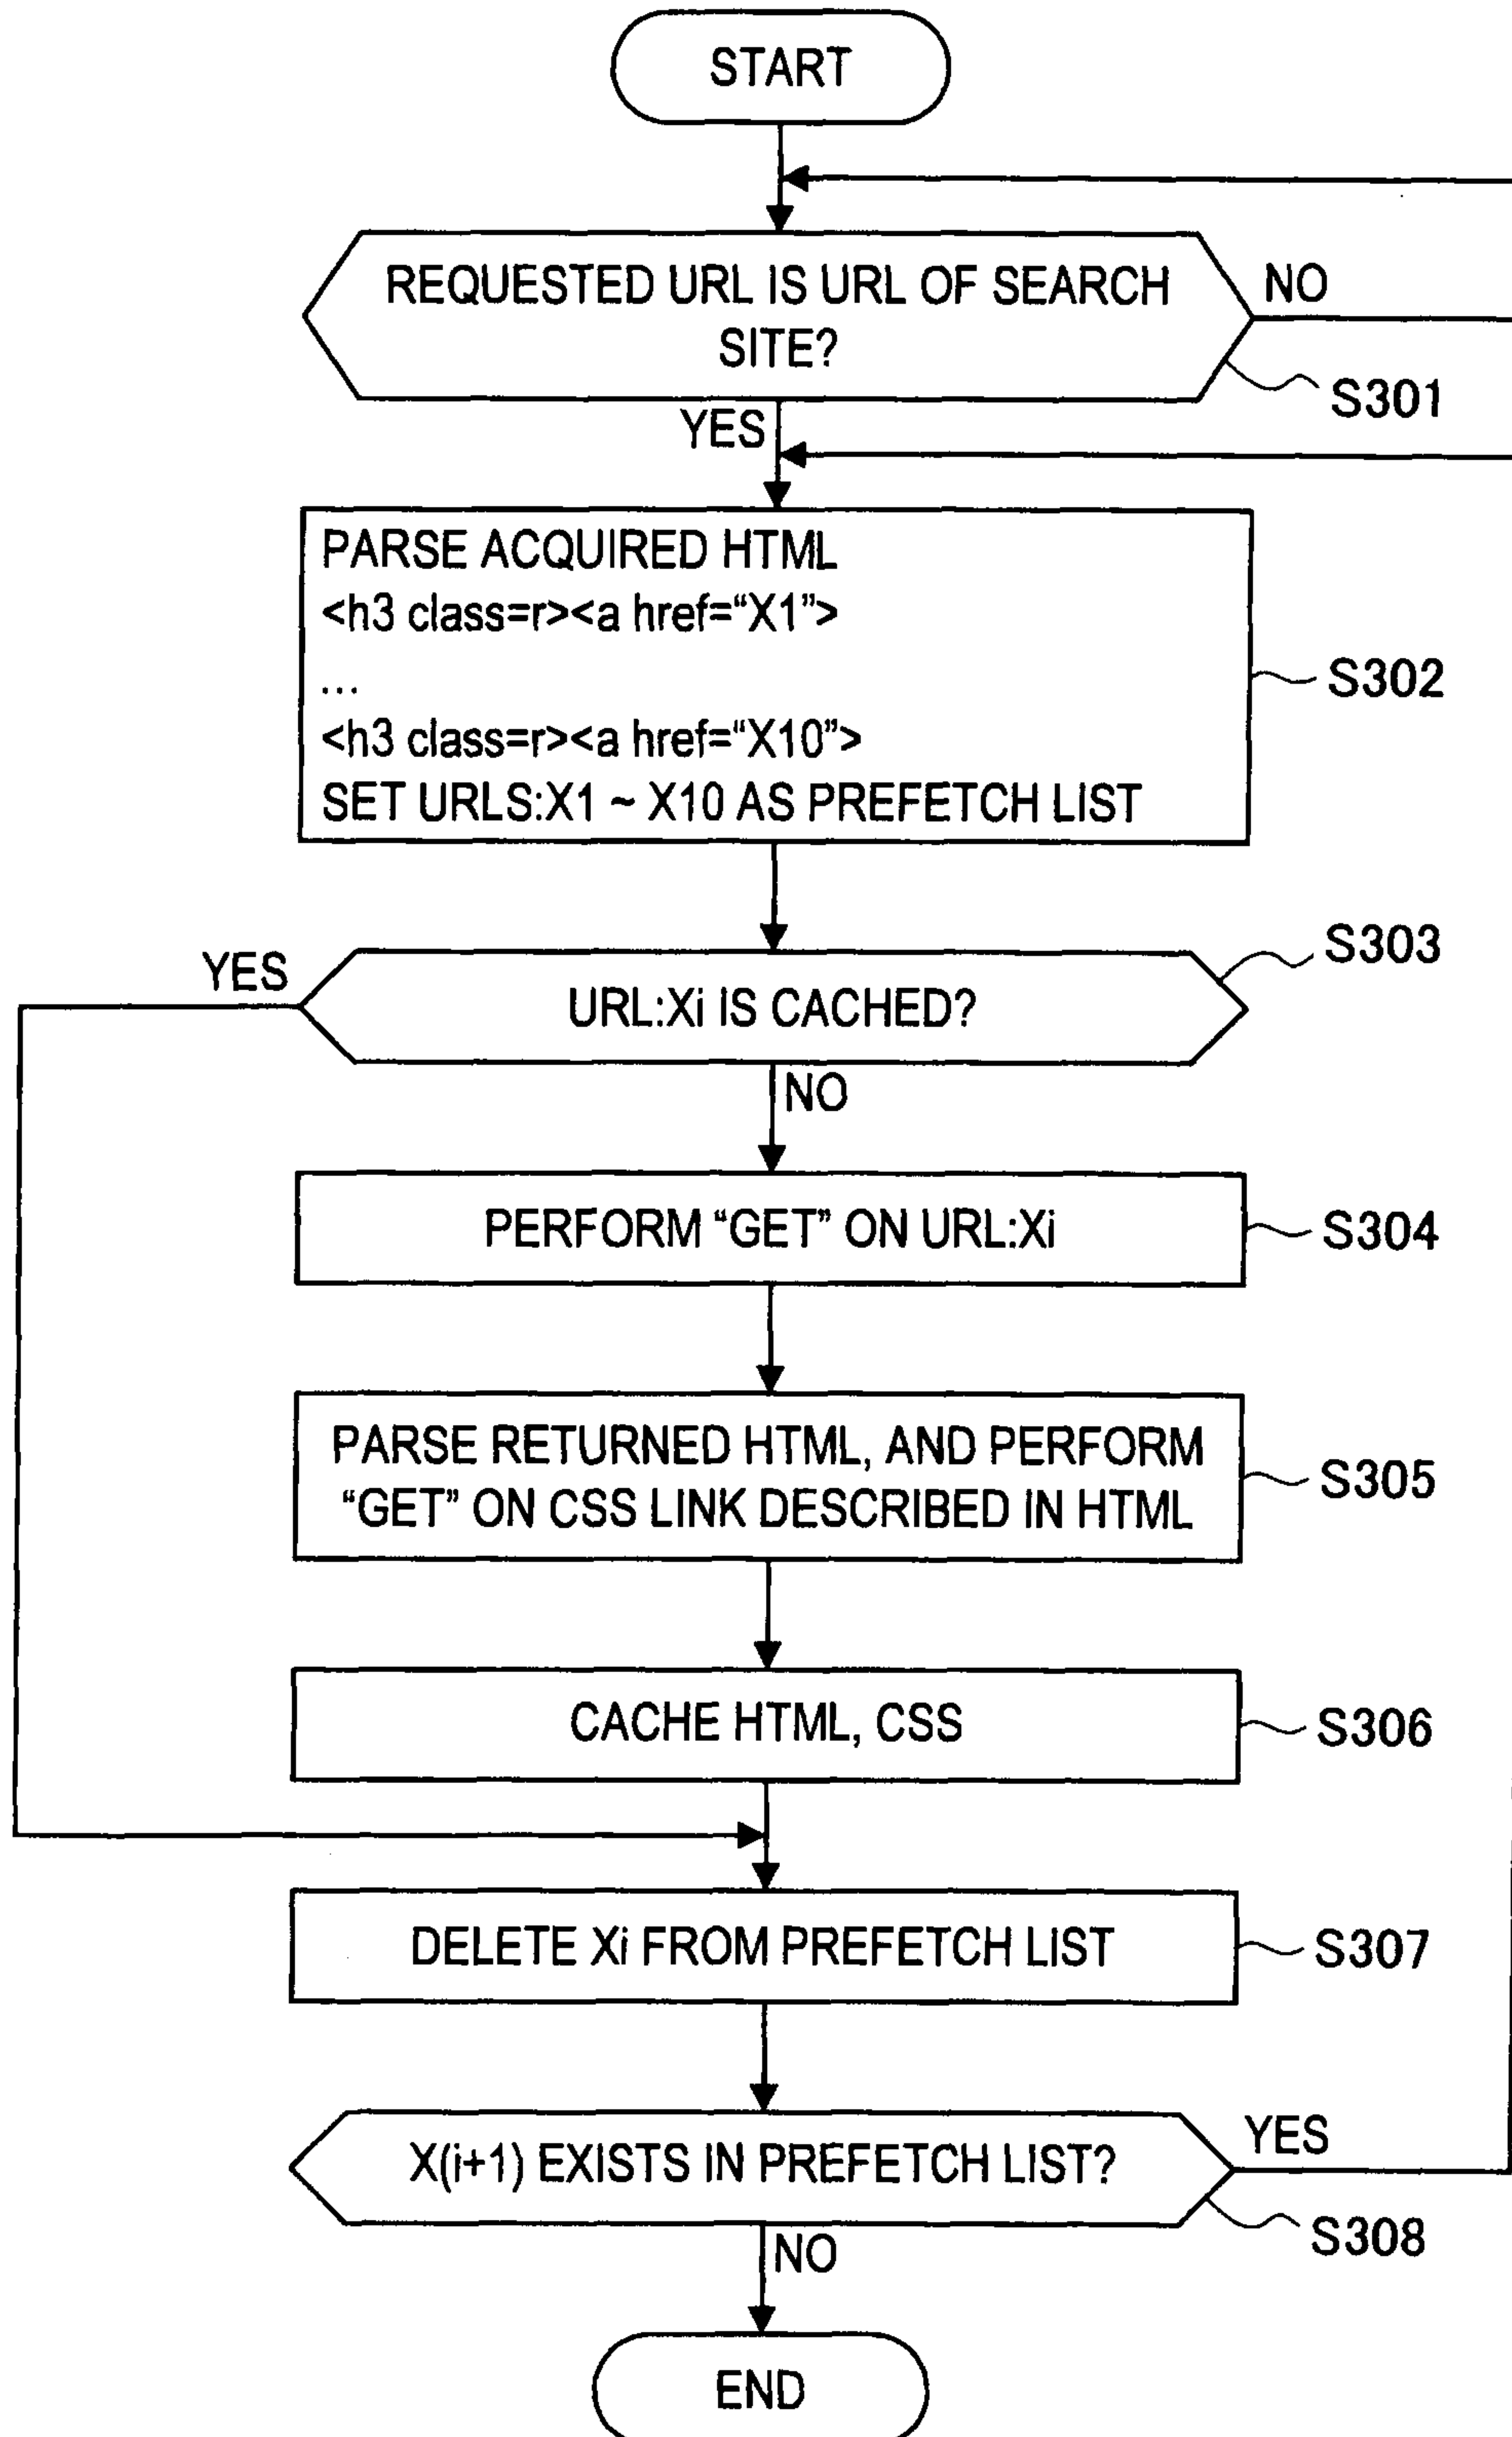 START
REQUESTED URL IS URL OF SEARCH
SITE?
NO
S301
YES
PARSE ACQUIRED HTML
<h3 class=r><a href=“X1”>
...
<h3 class=r><a href=“X10”>
SET URLS:X1 ~ X10 AS PREFETCH LIST
S302
S303
YES
URL:Xi IS CACHED?
NO
PERFORM “GET” ON URL:Xi
S304
PARSE RETURNED HTML, AND PERFORM
“GET” ON CSS LINK DESCRIBED IN HTML
S305
CACHE HTML, CSS
S306
DELETE Xi FROM PREFETCH LIST
S307
X(i+1) EXISTS IN PREFETCH LIST?
YES
S308
NO
END